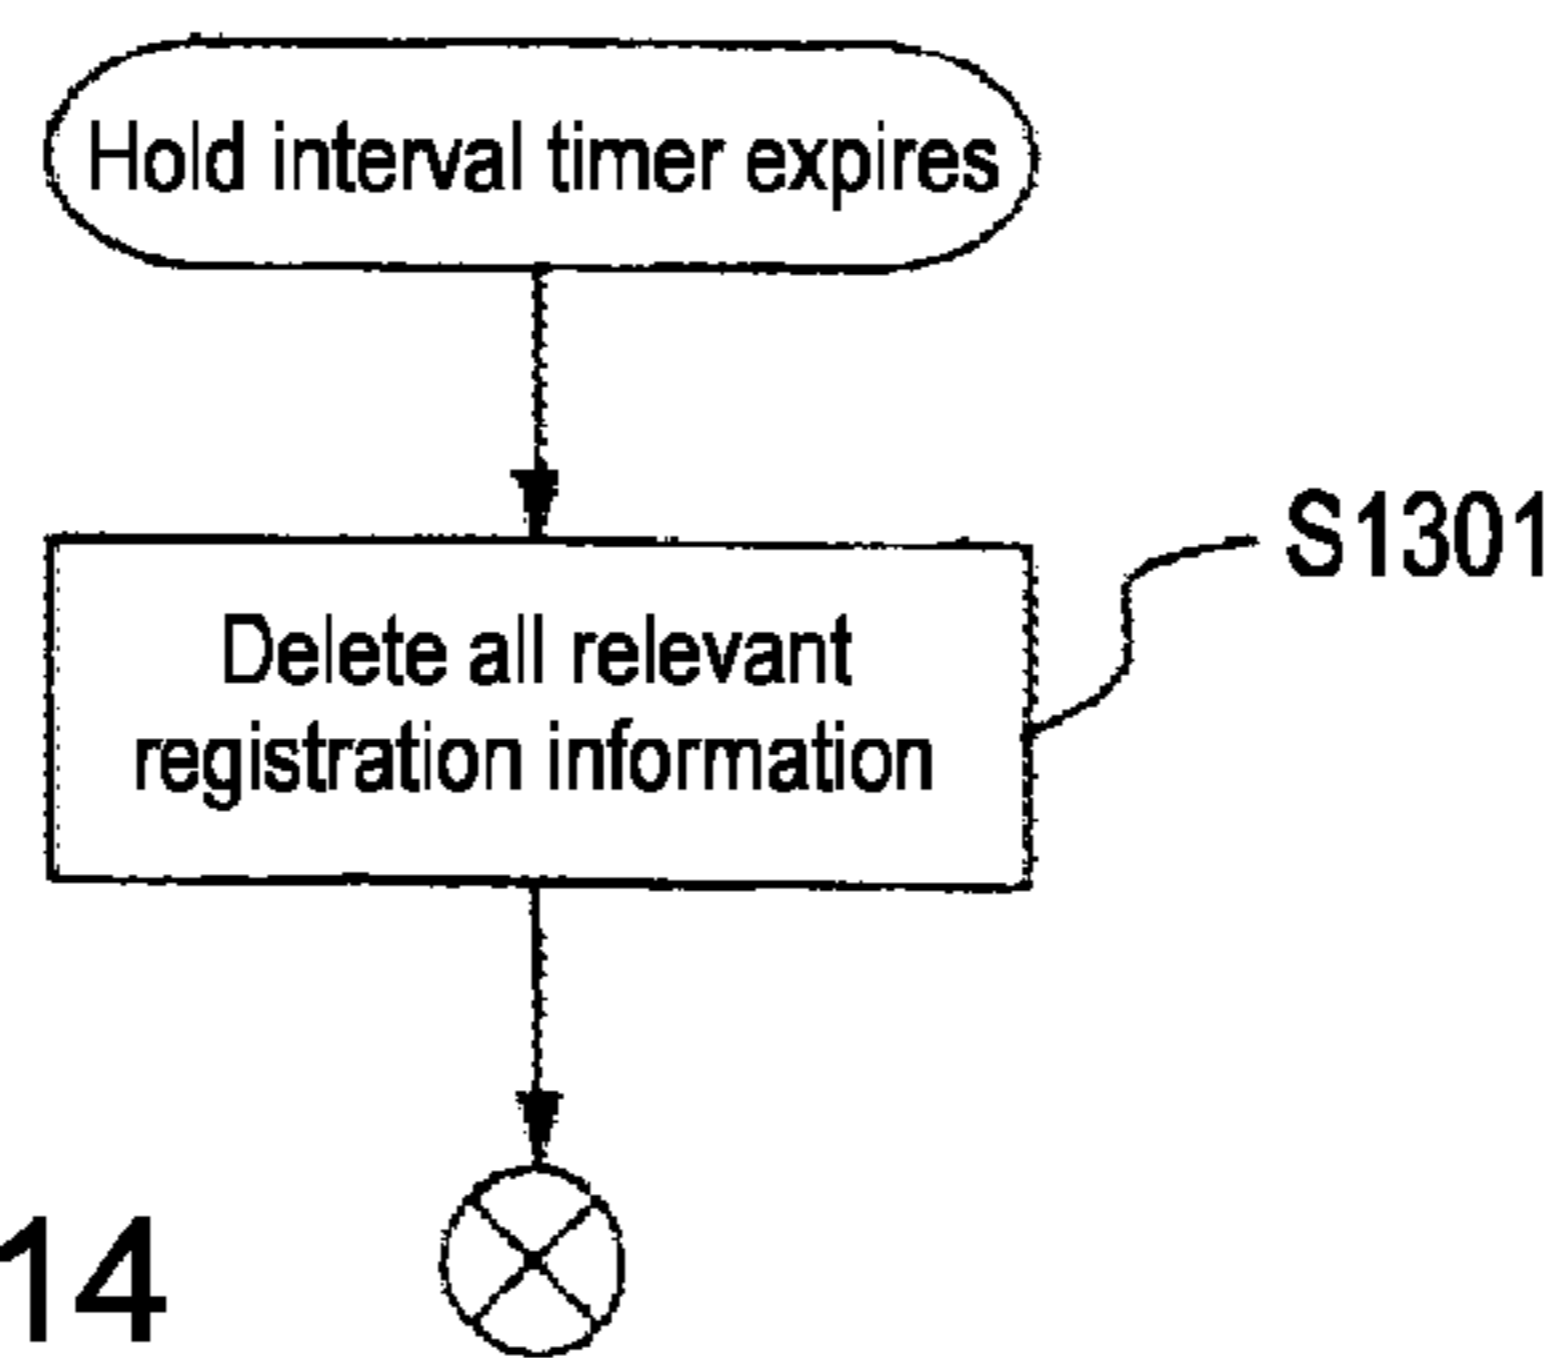 Hold interval timer expires
S1301
Delete all relevant
registration information
14